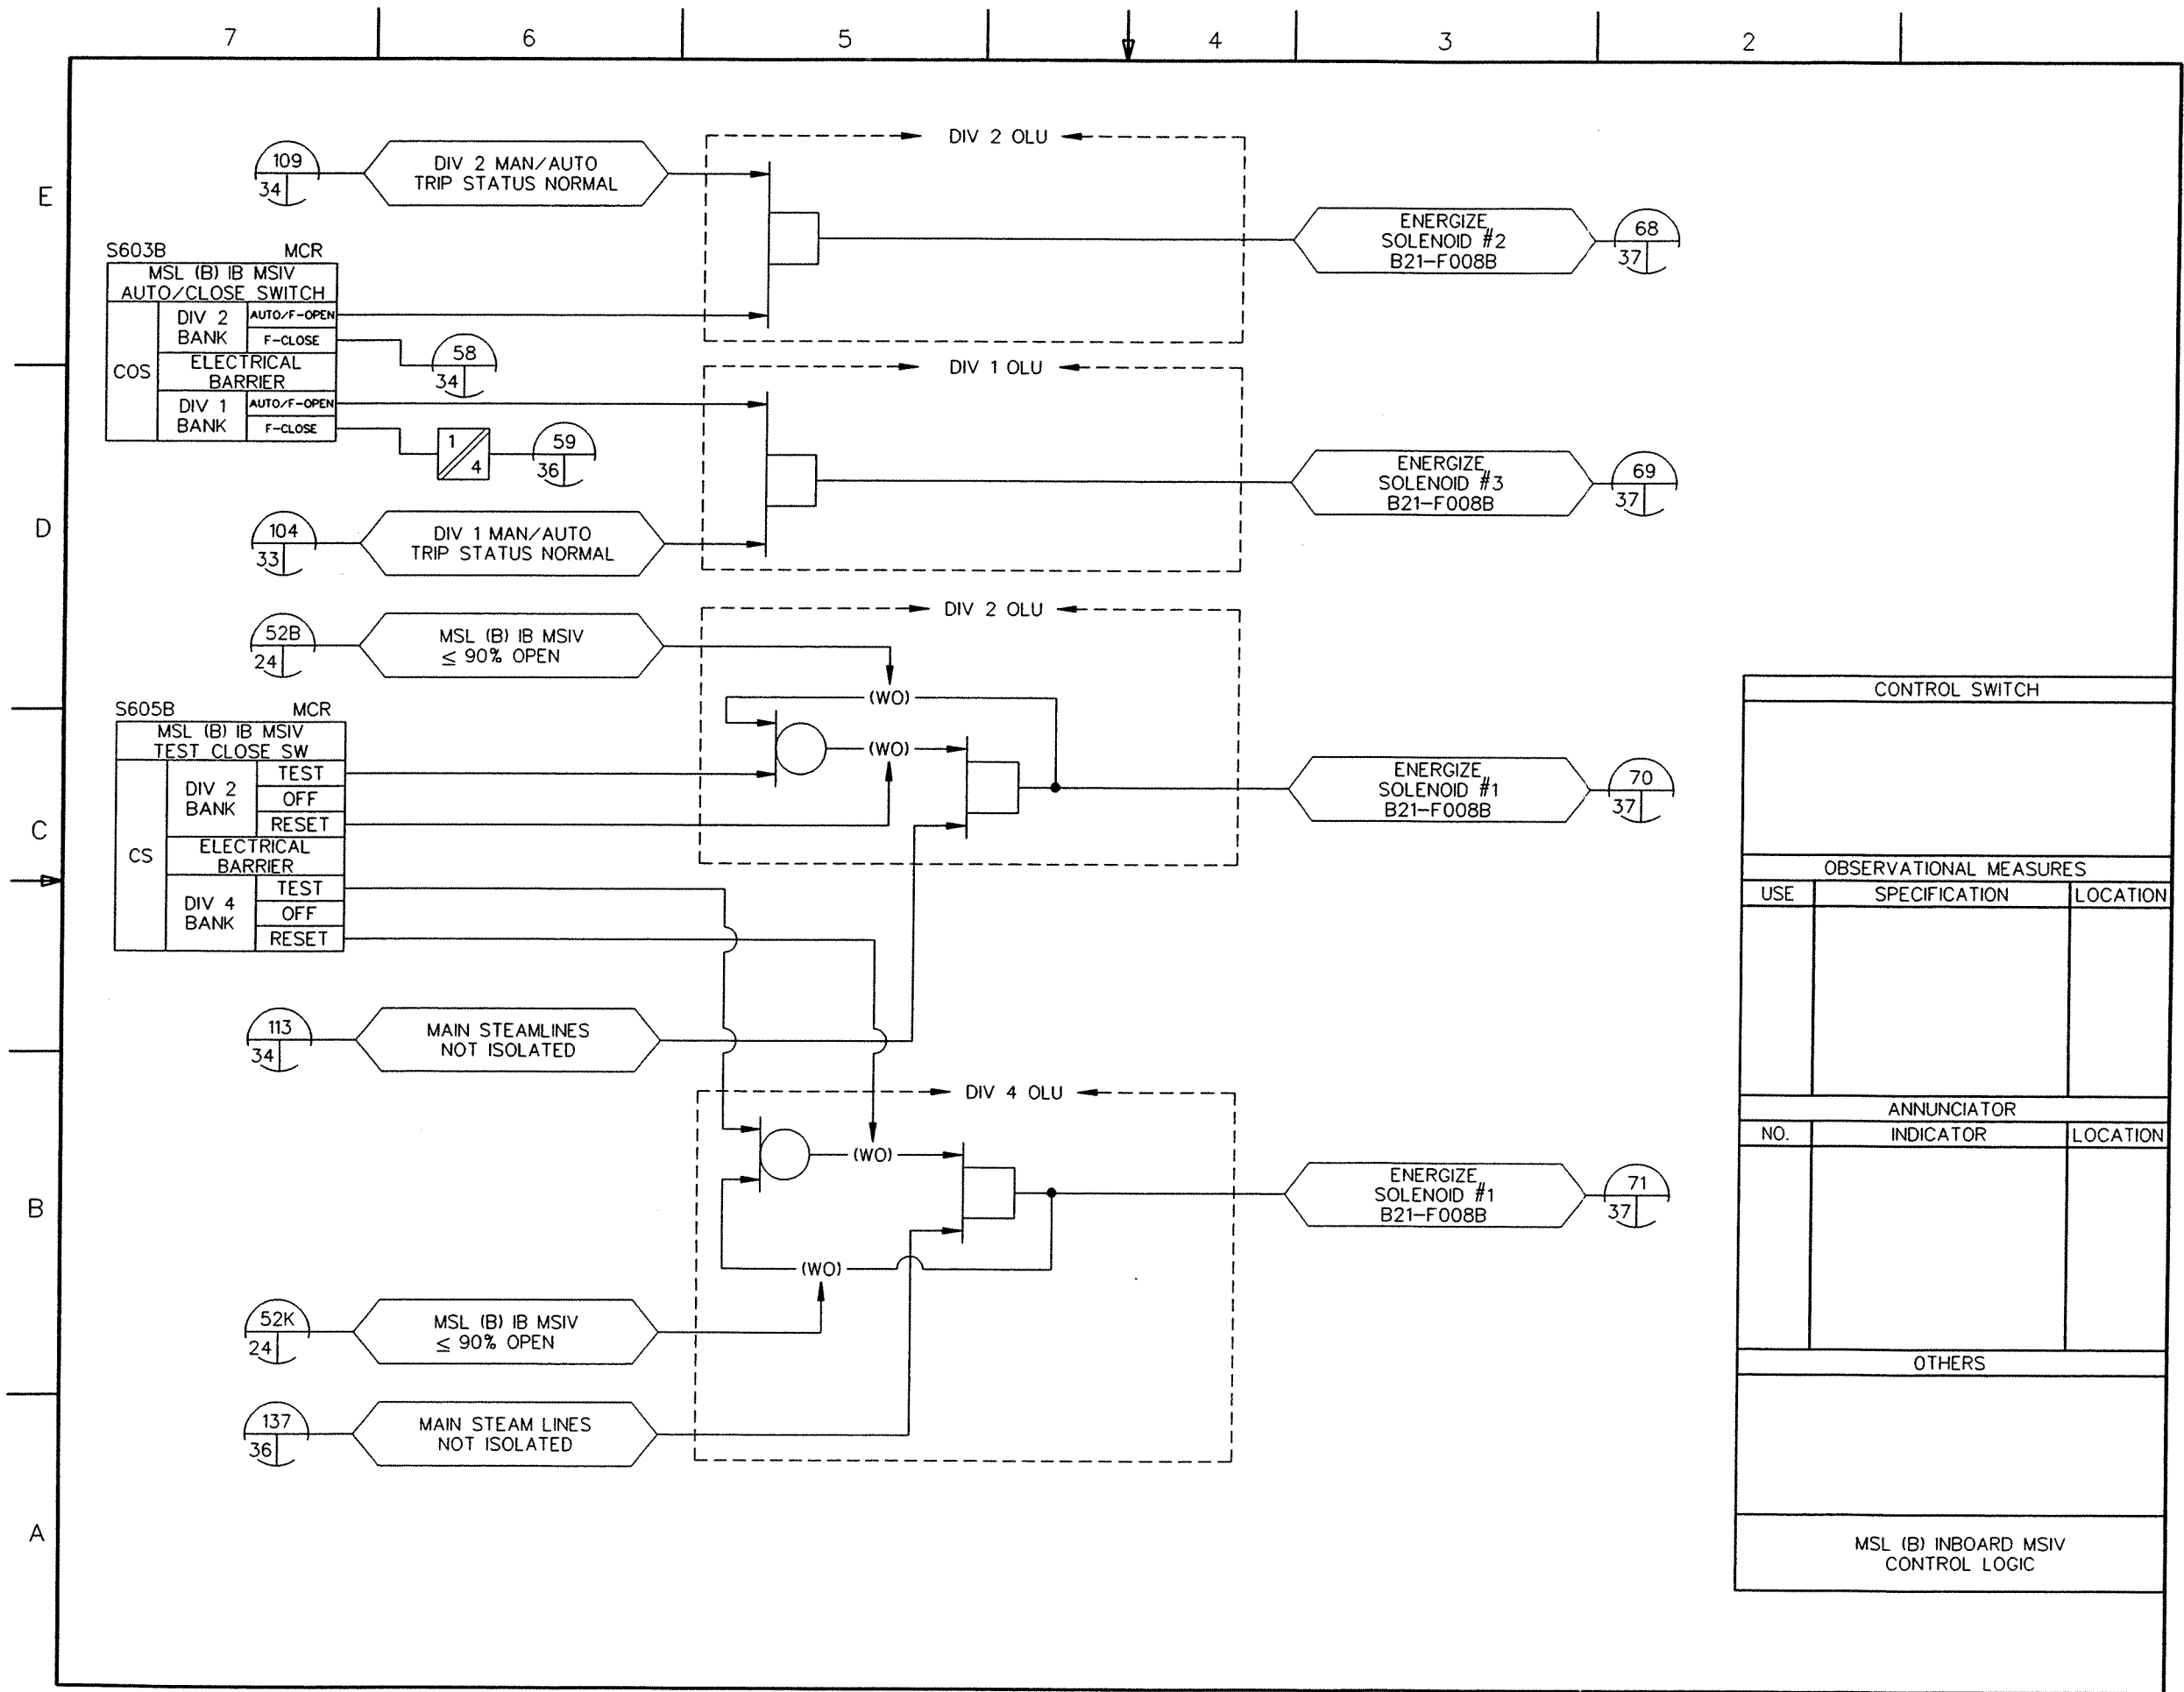 7 6 5 4 3 2
E
D
C
B
A
DIV 2 OLU
109
34
DIV 2 MAN/AUTO
TRIP STATUS NORMAL
ENERGIZE
SOLENOID #2
B21-F008B
68
37
S603B MCR
MSL (B) IB MSIV
AUTO/CLOSE SWITCH
COS
DIV 2
BANK
AUTO/F-OPEN
F-CLOSE
ELECTRICAL
BARRIER
DIV 1
BANK
AUTO/F-OPEN
F-CLOSE
58
34
1
4
59
36
DIV 1 OLU
ENERGIZE
SOLENOID #3
B21-F008B
69
37
104
33
DIV 1 MAN/AUTO
TRIP STATUS NORMAL
DIV 2 OLU
52B
24
MSL (B) IB MSIV
≤ 90% OPEN
(WO)
(WO)
S605B MCR
MSL (B) IB MSIV
TEST CLOSE SW
CS
DIV 2
BANK
TEST
OFF
RESET
ELECTRICAL
BARRIER
DIV 4
BANK
TEST
OFF
RESET
ENERGIZE
SOLENOID #1
B21-F008B
70
37
113
34
MAIN STEAMLINES
NOT ISOLATED
DIV 4 OLU
(WO)
(WO)
ENERGIZE
SOLENOID #1
B21-F008B
71
37
52K
24
MSL (B) IB MSIV
≤ 90% OPEN
137
36
MAIN STEAM LINES
NOT ISOLATED
CONTROL SWITCH
OBSERVATIONAL MEASURES
USE SPECIFICATION LOCATION
ANNUNCIATOR
NO. INDICATOR LOCATION
OTHERS
MSL (B) INBOARD MSIV
CONTROL LOGIC